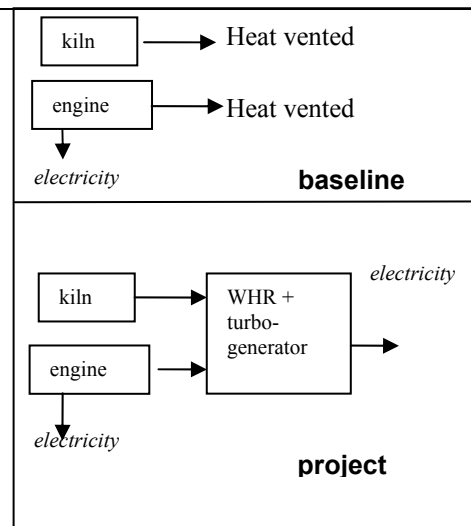 kiln
Heat vented
engine
Heat vented
electricity
baseline
electricity
kiln
WHR +
turbo-
generator
engine
electricity
project